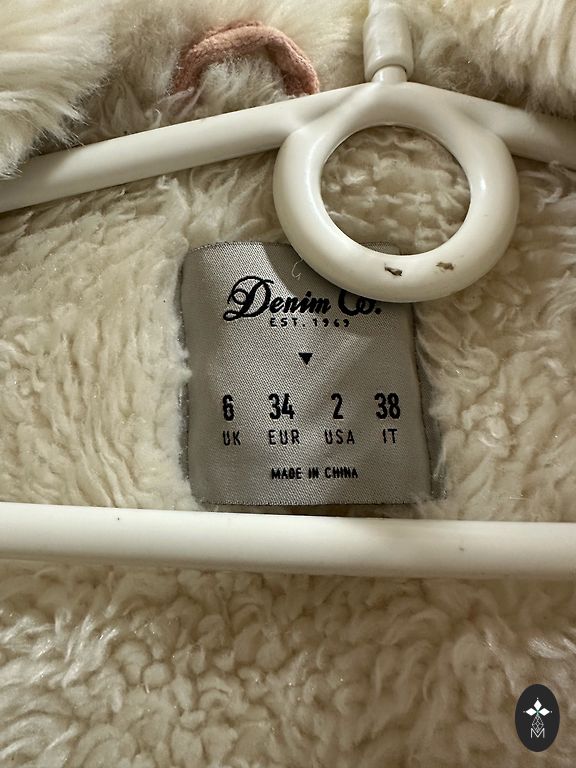 Denim Co.
EST. 1969
6 34 2 38
UK EUR USA IT
MADE IN CHINA